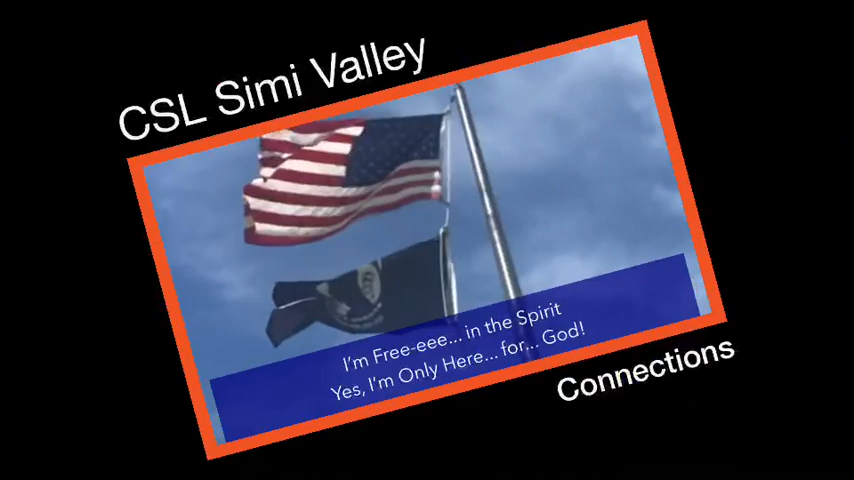 CSL Simi Valley
I'm Free-eee... in the Spirit
Yes, I'm Only Here... for... God!
Connections